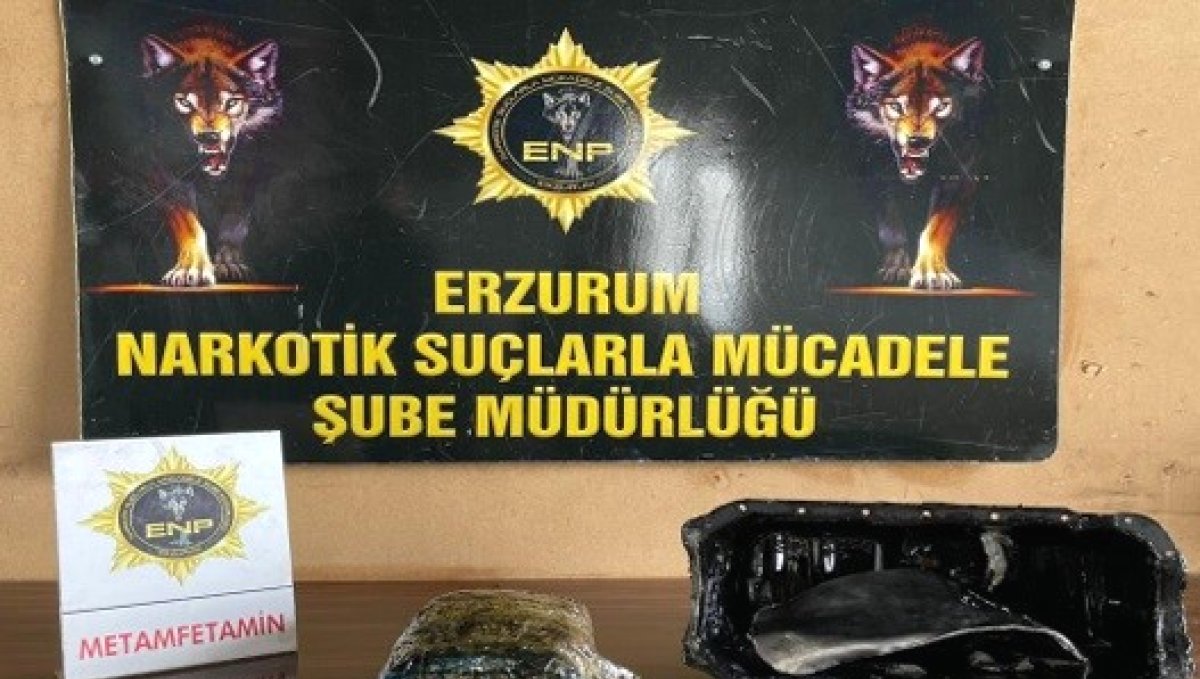 ENP
ERZURUM
NARKOTİK SUÇLARLA MÜCADELE
ŞUBE MÜDÜRLÜĞÜ
ENP
METAMFETAMİN